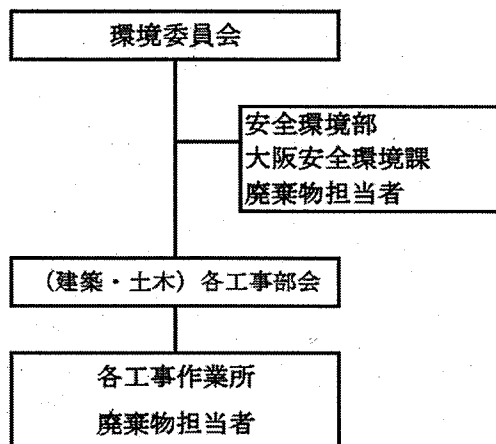 環境委員会
安全環境部
大阪安全環境課
廃棄物担当者
（建築・土木）各工事部会
各工事作業所
廃棄物担当者